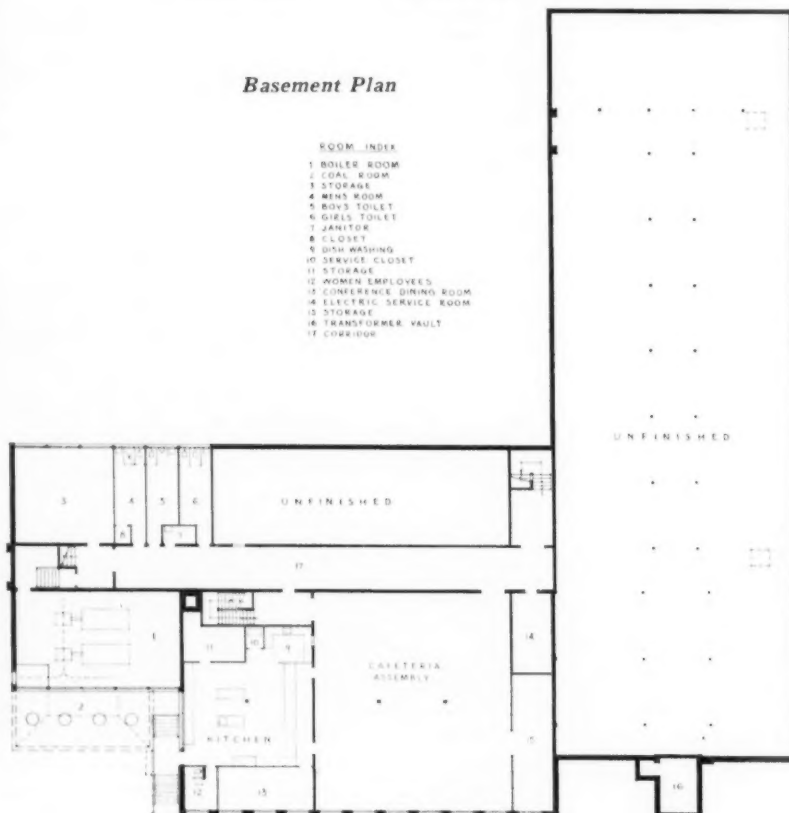 Basement Plan
ROOM INDEX
1 BOILER ROOM
2 COAL ROOM
3 STORAGE
4 MENS ROOM
5 BOYS TOILET
6 GIRLS TOILET
7 JANITOR
8 CLOSET
9 DISH WASHING
10 SERVICE CLOSET
11 STORAGE
12 WOMEN EMPLOYEES
13 CONFERENCE DINING ROOM
14 ELECTRIC SERVICE ROOM
15 STORAGE
16 TRANSFORMER VAULT
17 CORRIDOR
UNFINISHED
3 4 5 6
UNFINISHED
8 7
17
1
11 10 9
14
CAFETERIA
ASSEMBLY
2
KITCHEN
15
12 13
16